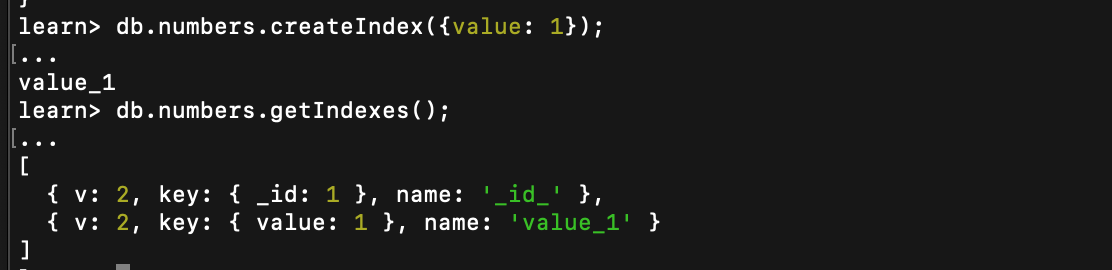 }
learn> db.numbers.createIndex({value: 1});
[...
value_1
learn> db.numbers.getIndexes();
[...
[
  { v: 2, key: { _id: 1 }, name: '_id_' },
  { v: 2, key: { value: 1 }, name: 'value_1' }
]